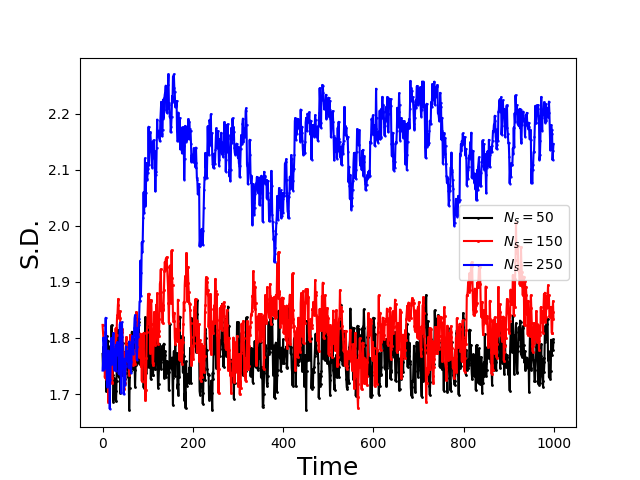 2.2
2.1
2.0
1.9
1.8
1.7
S.D.
N_s = 50
N_s = 150
N_s = 250
0 200 400 600 800 1000
Time